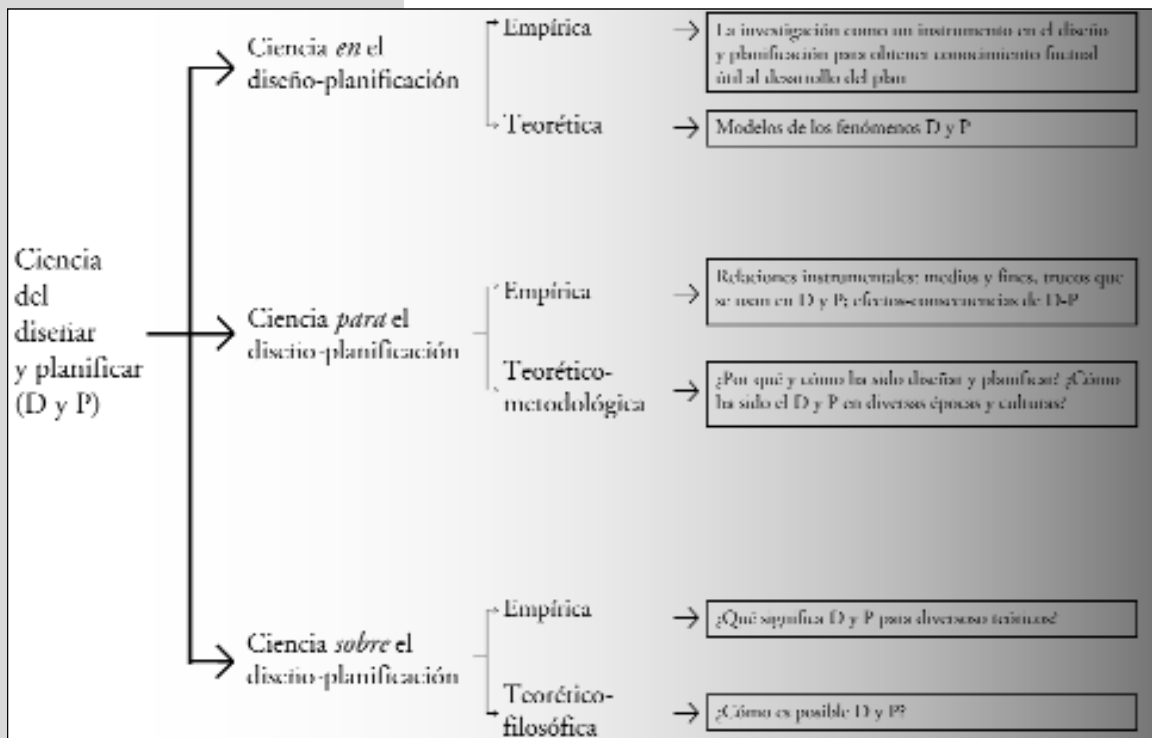 Ciencia
del
diseñar
y planificar
(D y P)
Ciencia en el
diseño-planificación
Empírica
La investigación como un instrumento en el diseño
y planificación para obtener conocimiento factual
útil al desarrollo del plan
Teorética
Modelos de los fenómenos D y P
Ciencia para el
diseño-planificación
Empírica
Relaciones instrumentales: medios y fines, trucos que
se usan en D y P; efectos-consecuencias de D-P
Teorético-
metodológica
¿Por qué y cómo ha sido diseñar y planificar? ¿Cómo
ha sido el D y P en diversas épocas y culturas?
Ciencia sobre el
diseño-planificación
Empírica
¿Qué significa D y P para diversoso teóricos?
Teorético-
filosófica
¿Cómo es posible D y P?